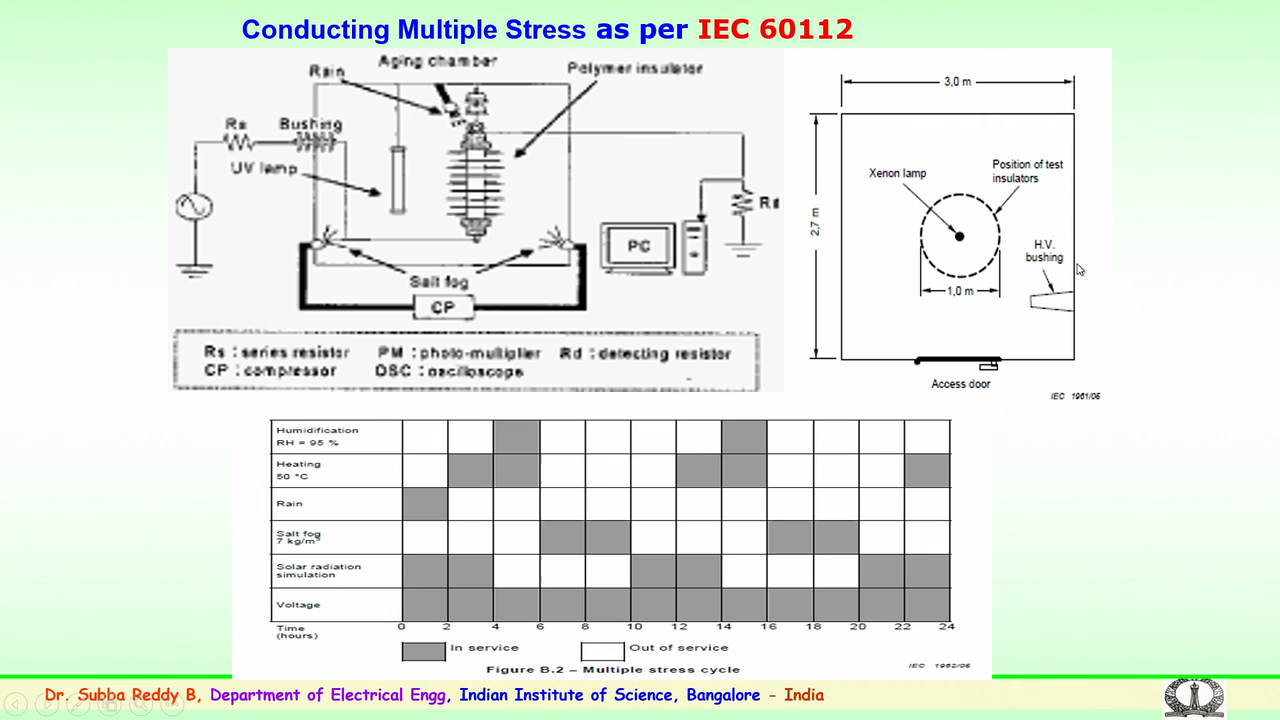 Conducting Multiple Stress as per IEC 60112
Aging chamber
Rain
Polymer insulator
Rs
Bushing
UV lamp
Rd
PC
Salt fog
CP
Rs : series resistor PM : photo-multiplier Rd : detecting resistor
CP : compressor OSC : oscilloscope
3,0 m
2,7 m
Xenon lamp
Position of test
insulators
H.V.
bushing
1,0 m
Access door
IEC 1961/05
Humidification
RH = 95 %
Heating
50 °C
Rain
Salt fog
7 kg/m³
Solar radiation
simulation
Voltage
Time
(hours)
0 2 4 6 8 10 12 14 16 18 20 22 24
In service Out of service
Figure B.2 – Multiple stress cycle
IEC 1962/05
Dr. Subba Reddy B, Department of Electrical Engg, Indian Institute of Science, Bangalore - India